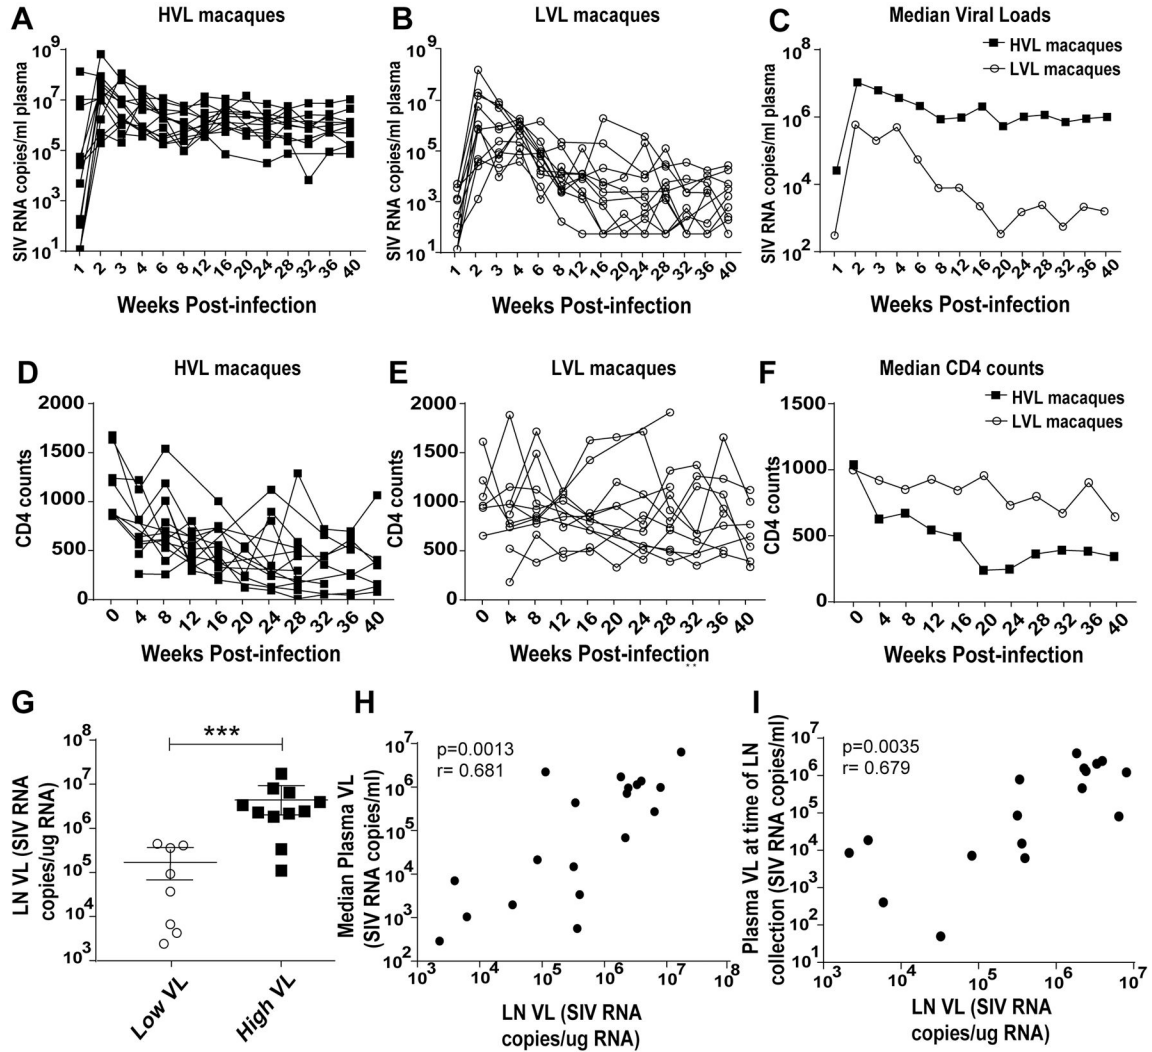 A
HVL macaques
SIV RNA copies/ml plasma
10^9
10^7
10^5
10^3
10^1
1 2 3 4 6 8 12 16 20 24 28 32 36 40
Weeks Post-infection
B
LVL macaques
SIV RNA copies/ml plasma
10^9
10^7
10^5
10^3
10^1
1 2 3 4 6 8 12 16 20 24 28 32 36 40
Weeks Post-infection
C
Median Viral Loads
HVL macaques
LVL macaques
SIV RNA copies/ml plasma
10^8
10^6
10^4
10^2
1 2 3 4 6 8 12 16 20 24 28 32 36 40
Weeks Post-infection
D
HVL macaques
CD4 counts
2000
1500
1000
500
0
0 4 8 12 16 20 24 28 32 36 40
Weeks Post-infection
E
LVL macaques
CD4 counts
2000
1500
1000
500
0
0 4 8 12 16 20 24 28 32 36 40
Weeks Post-infection
F
Median CD4 counts
HVL macaques
LVL macaques
CD4 counts
1500
1000
500
0
0 4 8 12 16 20 24 28 32 36 40
Weeks Post-infection
G
***
LN VL (SIV RNA
copies/ug RNA)
10^8
10^7
10^6
10^5
10^4
10^3
Low VL
High VL
H
p=0.0013
r= 0.681
Median Plasma VL
(SIV RNA copies/ml)
10^7
10^6
10^5
10^4
10^3
10^2
10^3 10^4 10^5 10^6 10^7 10^8
LN VL (SIV RNA
copies/ug RNA)
I
p=0.0035
r= 0.679
Plasma VL at time of LN
collection (SIV RNA copies/ml)
10^7
10^6
10^5
10^4
10^3
10^2
10^1
10^3 10^4 10^5 10^6 10^7
LN VL (SIV RNA
copies/ug RNA)